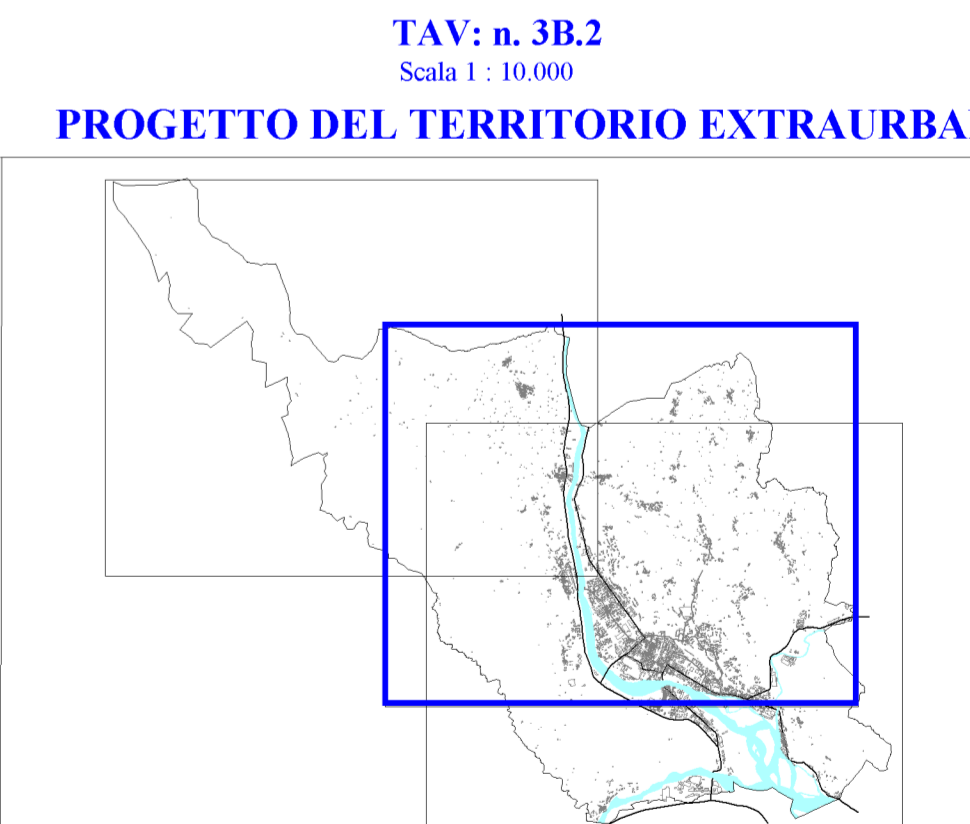 TAV: n. 3B.2
Scala 1 : 10.000
PROGETTO DEL TERRITORIO EXTRAURBA